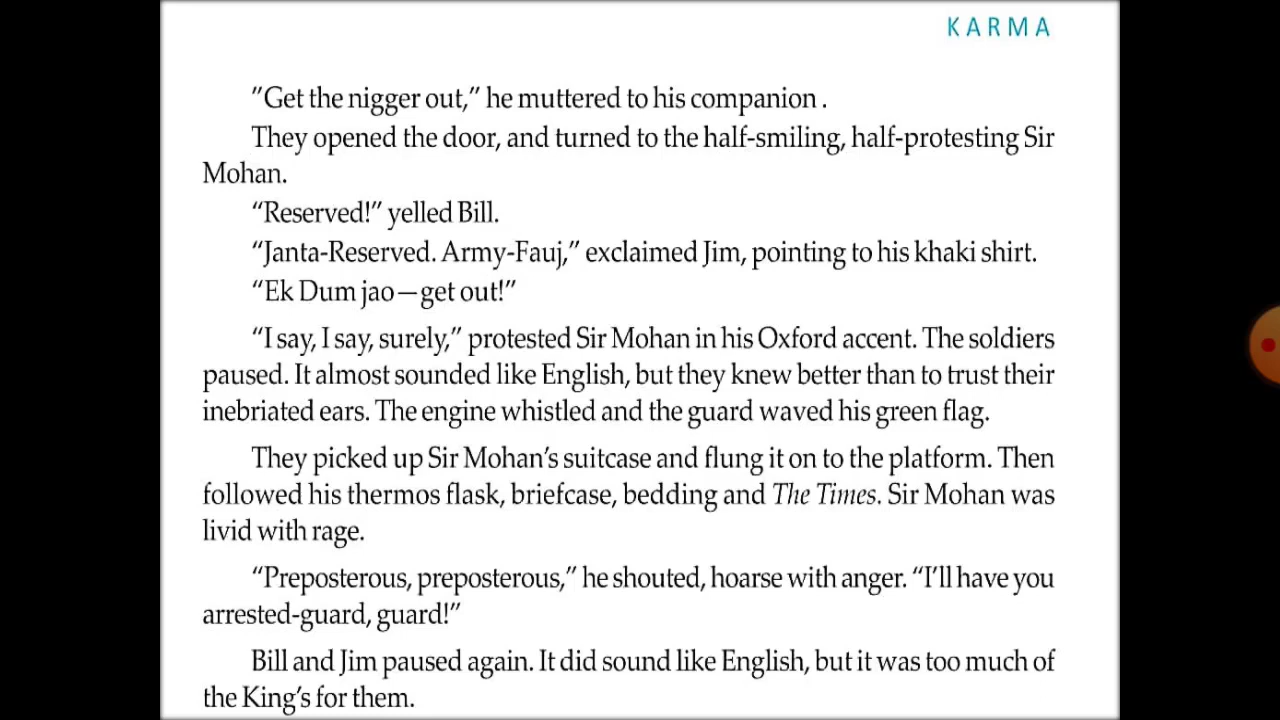 KARMA
"Get the nigger out," he muttered to his companion .
They opened the door, and turned to the half-smiling, half-protesting Sir
Mohan.
"Reserved!" yelled Bill.
"Janta-Reserved. Army-Fauj," exclaimed Jim, pointing to his khaki shirt.
"Ek Dum jao—get out!"
"I say, I say, surely," protested Sir Mohan in his Oxford accent. The soldiers
paused. It almost sounded like English, but they knew better than to trust their
inebriated ears. The engine whistled and the guard waved his green flag.
They picked up Sir Mohan's suitcase and flung it on to the platform. Then
followed his thermos flask, briefcase, bedding and The Times. Sir Mohan was
livid with rage.
"Preposterous, preposterous," he shouted, hoarse with anger. "I'll have you
arrested-guard, guard!"
Bill and Jim paused again. It did sound like English, but it was too much of
the King's for them.